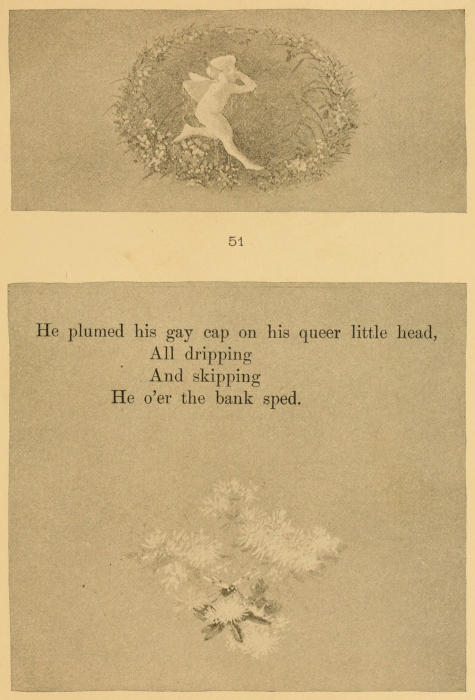 51
He plumed his gay cap on his queer little head,
All dripping
And skipping
He o'er the bank sped.